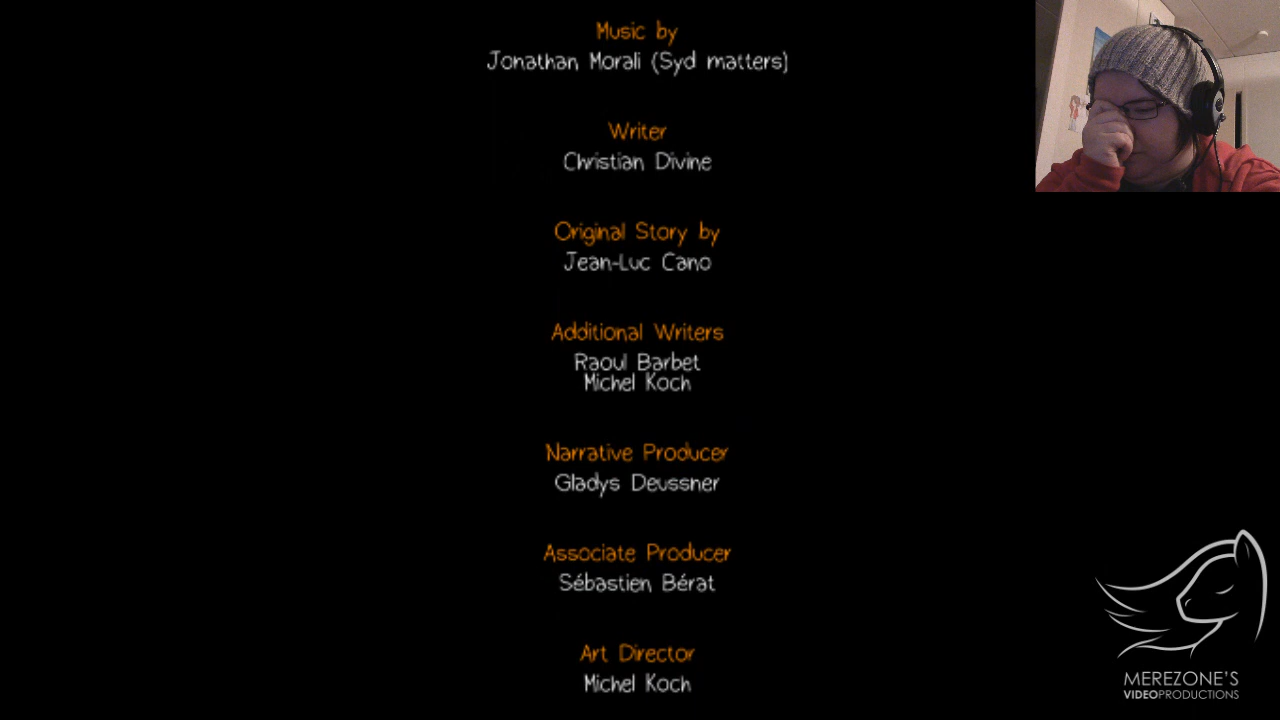 Music by
Jonathan Morali (Syd matters)
Writer
Christian Divine
Original Story by
Jean-Luc Cano
Additional Writers
Raoul Barbet
Michel Koch
Narrative Producer
Gladys Deussner
Associate Producer
Sébastien Bérat
Art Director
Michel Koch
MEREZONE'S
VIDEOPRODUCTIONS